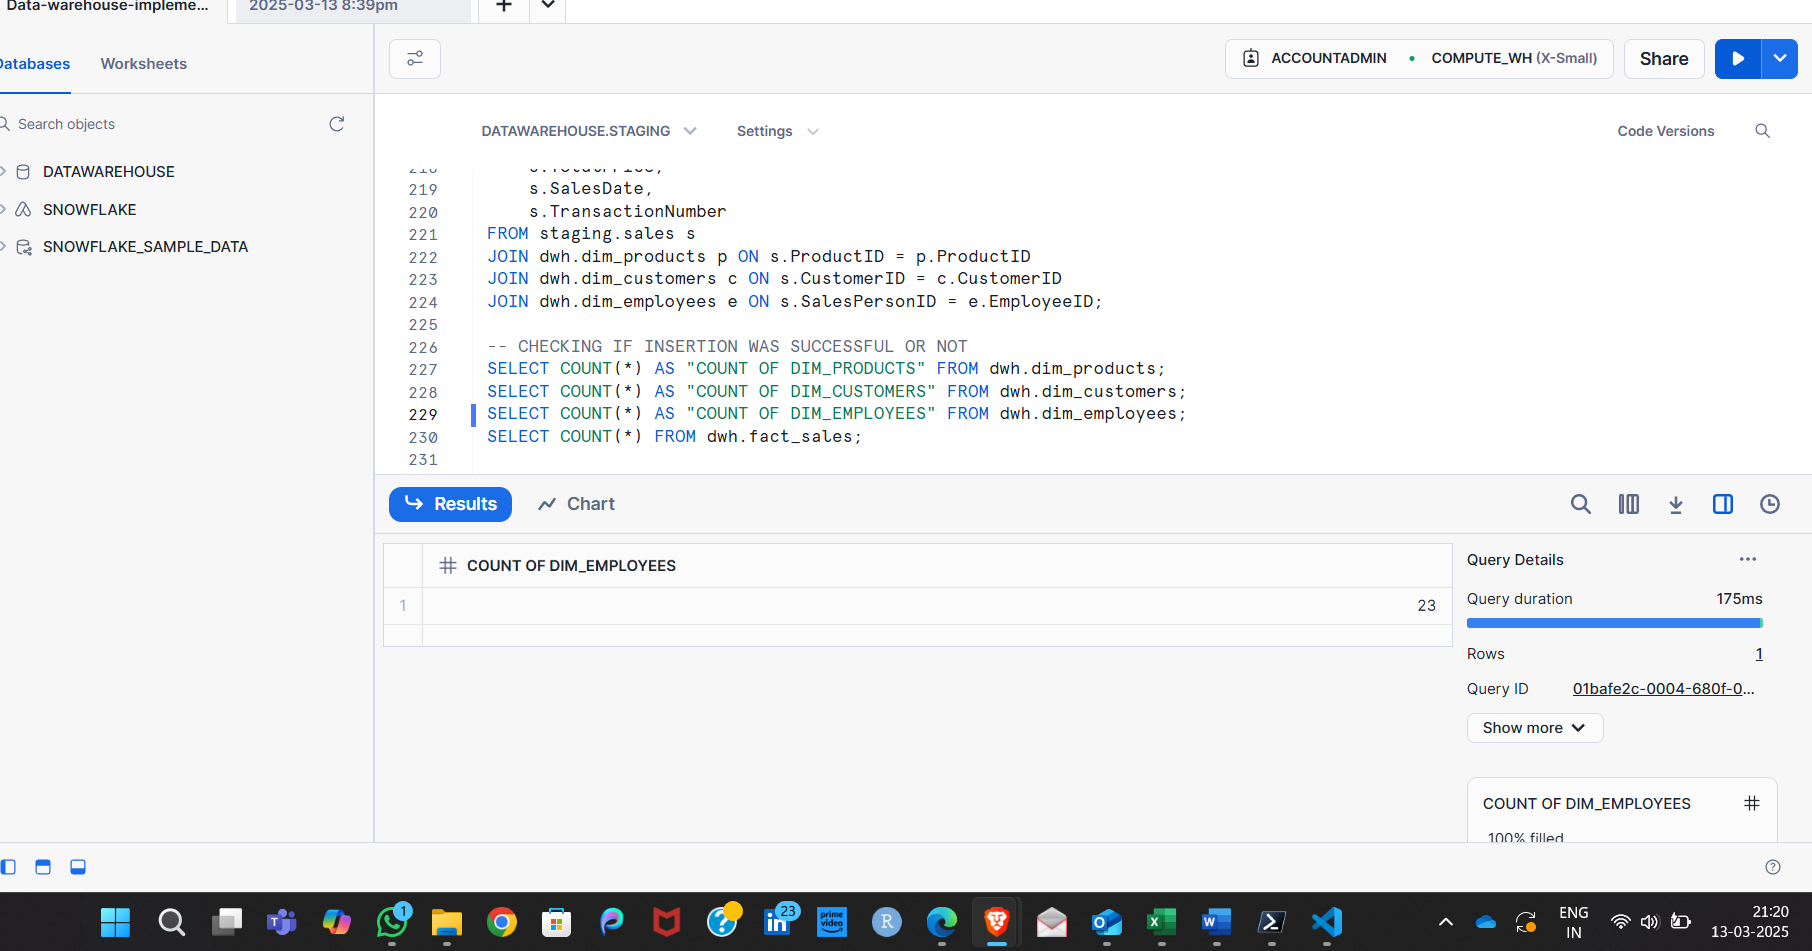 Data-warehouse-impleme...
2025-03-13 8:39pm
Databases
Worksheets
ACCOUNTADMIN
COMPUTE_WH (X-Small)
Share
Search objects
DATAWAREHOUSE
SNOWFLAKE
SNOWFLAKE_SAMPLE_DATA
DATAWAREHOUSE.STAGING
Settings
Code Versions
218 s.TotalPrice,
219 s.SalesDate,
220 s.TransactionNumber
221 FROM staging.sales s
222 JOIN dwh.dim_products p ON s.ProductID = p.ProductID
223 JOIN dwh.dim_customers c ON s.CustomerID = c.CustomerID
224 JOIN dwh.dim_employees e ON s.SalesPersonID = e.EmployeeID;
225
226 -- CHECKING IF INSERTION WAS SUCCESSFUL OR NOT
227 SELECT COUNT(*) AS "COUNT OF DIM_PRODUCTS" FROM dwh.dim_products;
228 SELECT COUNT(*) AS "COUNT OF DIM_CUSTOMERS" FROM dwh.dim_customers;
229 SELECT COUNT(*) AS "COUNT OF DIM_EMPLOYEES" FROM dwh.dim_employees;
230 SELECT COUNT(*) FROM dwh.fact_sales;
231
Results
Chart
COUNT OF DIM_EMPLOYEES
1 23
Query Details
Query duration 175ms
Rows 1
Query ID 01bafe2c-0004-680f-0...
Show more
COUNT OF DIM_EMPLOYEES
100% filled
1
23
prime video
R
ENG
IN
21:20
13-03-2025